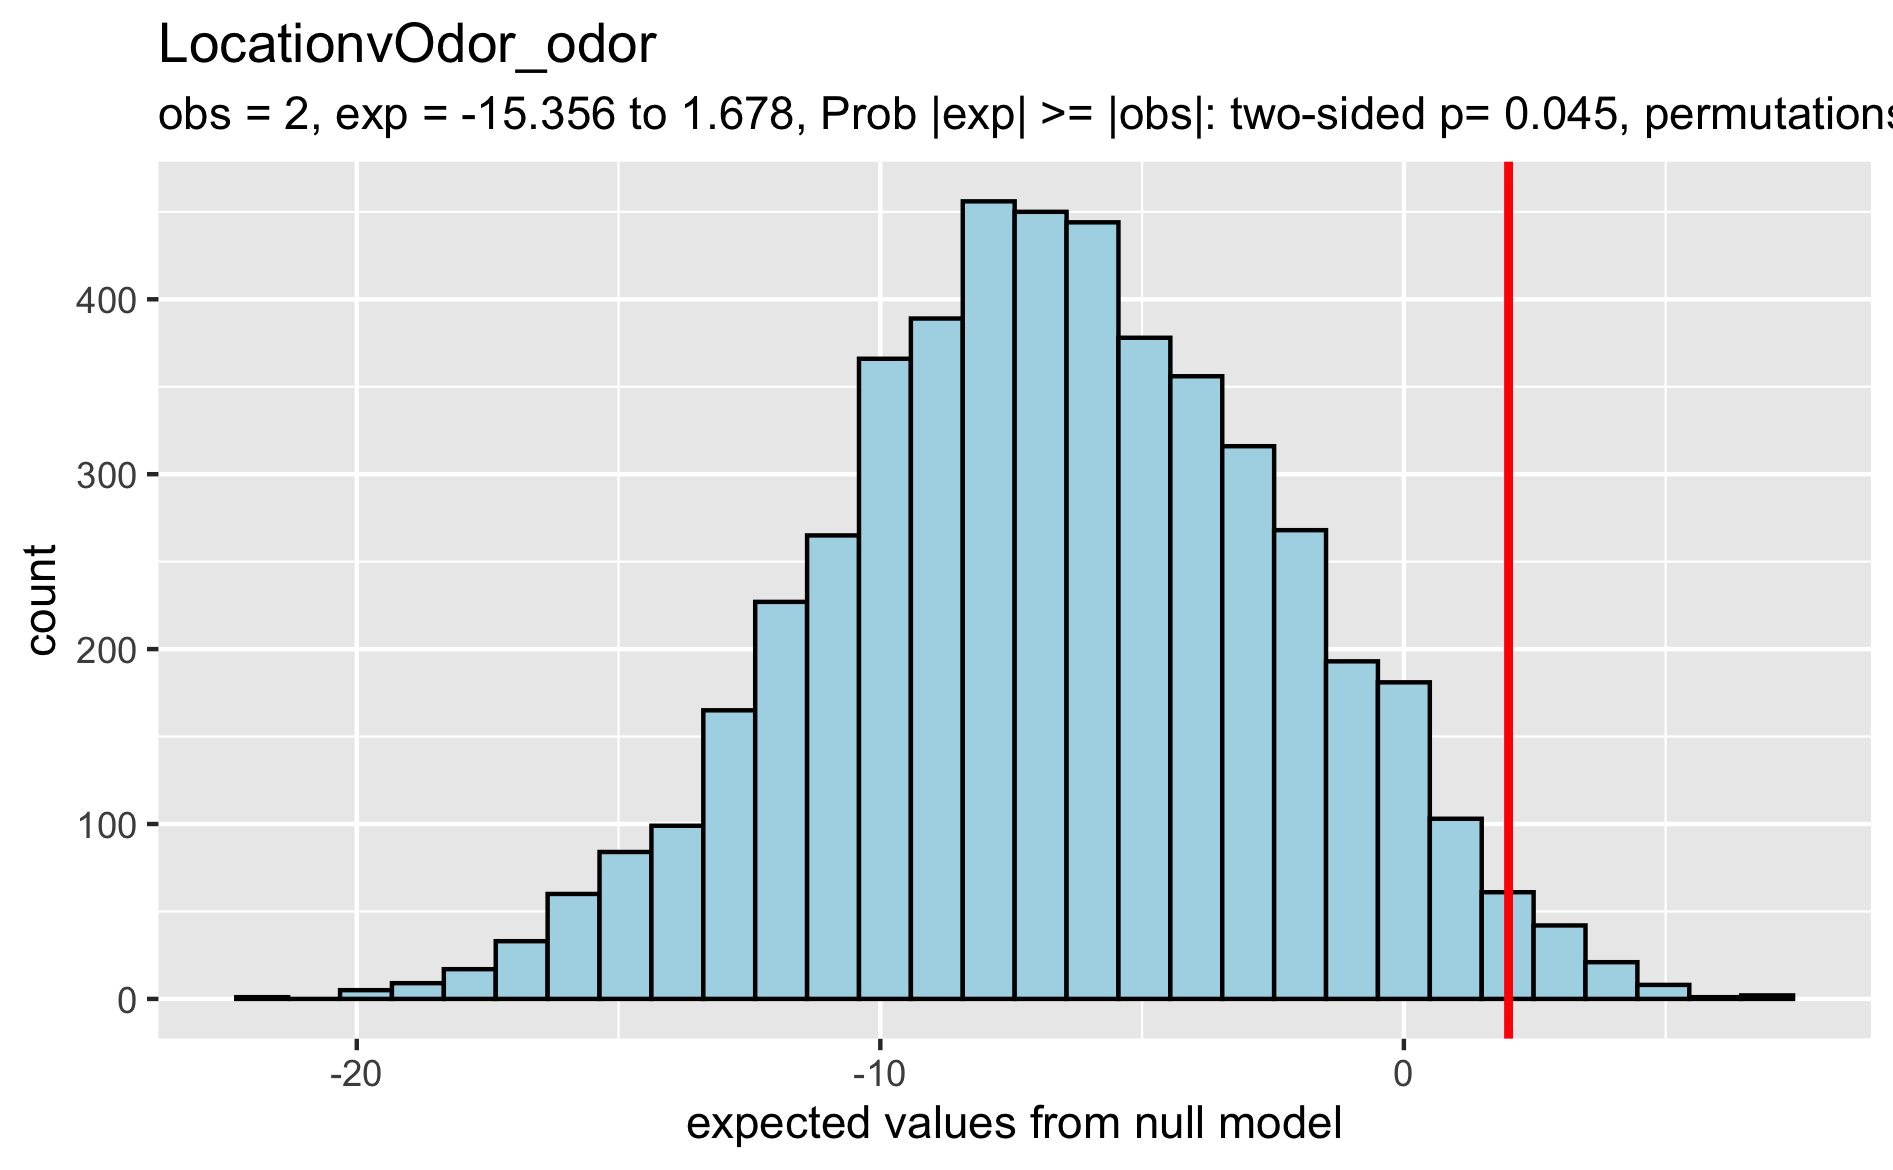 LocationvOdor_odor
obs = 2, exp = -15.356 to 1.678, Prob |exp| >= |obs|: two-sided p= 0.045, permutations
400
300
200
100
0
count
-20 -10 0
expected values from null model